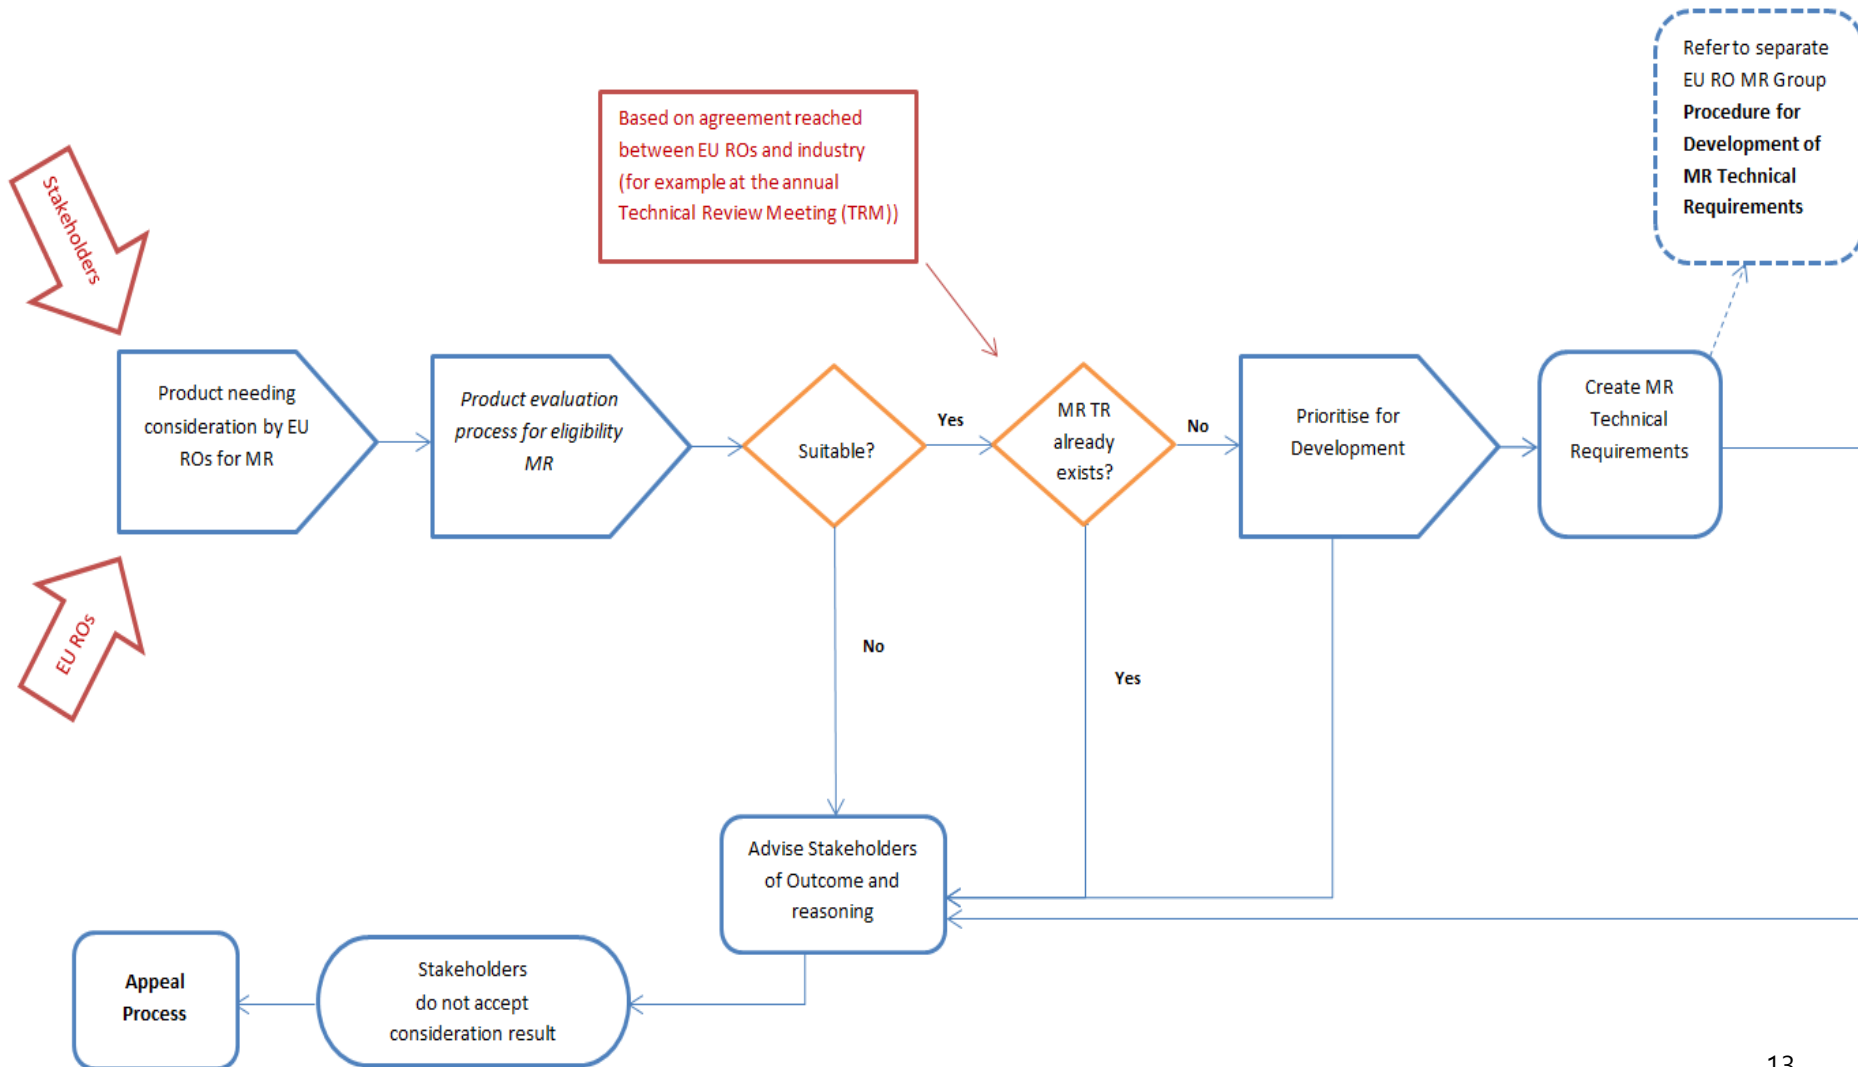 Refer to separate
EU RO MR Group
Procedure for
Development of
MR Technical
Requirements
Based on agreement reached
between EU ROs and industry
(for example at the annual
Technical Review Meeting (TRM))
Stakeholders
Product needing
consideration by EU
ROs for MR
Product evaluation
process for eligibility
MR
Suitable?
Yes
MR TR
already
exists?
No
Prioritise for
Development
Create MR
Technical
Requirements
EU ROs
No
Yes
Advise Stakeholders
of Outcome and
reasoning
Stakeholders
do not accept
consideration result
Appeal
Process
13